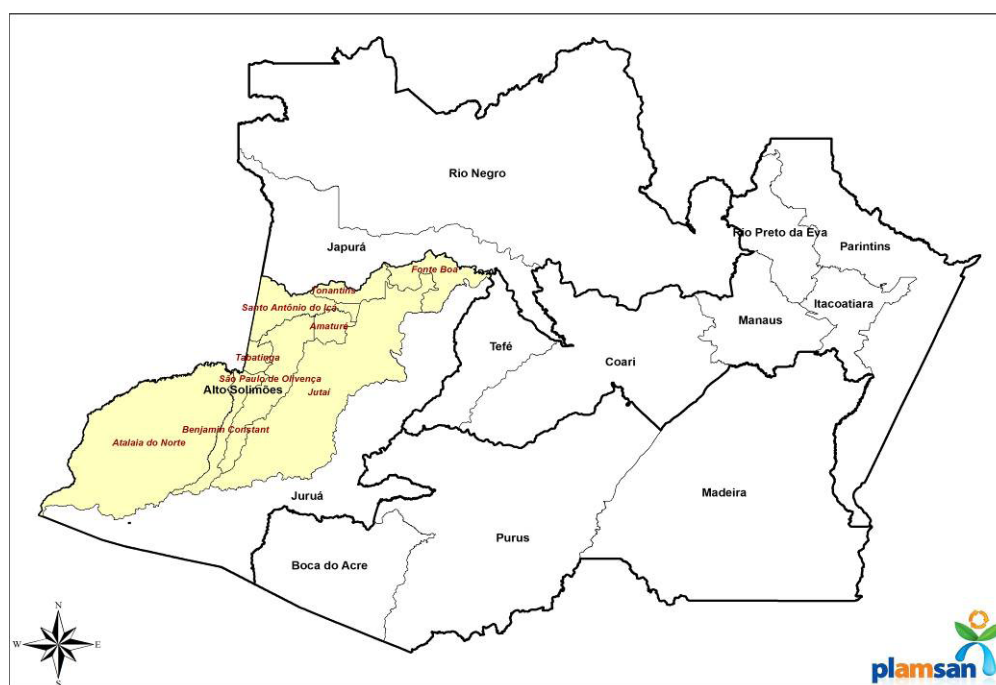 Rio Negro
Rio Preto da Eva
Parintins
Japurá
Fonte Boa
Tonantins
Santo Antônio do Içá
Itacoatiara
Manaus
Amaturá
Tefé
Coari
Tabatinga
São Paulo de Olivença
Alto Solimões
Jutaí
Benjamin Constant
Atalaia do Norte
Juruá
Madeira
Purus
Boca do Acre
N
W
E
S
plamsan